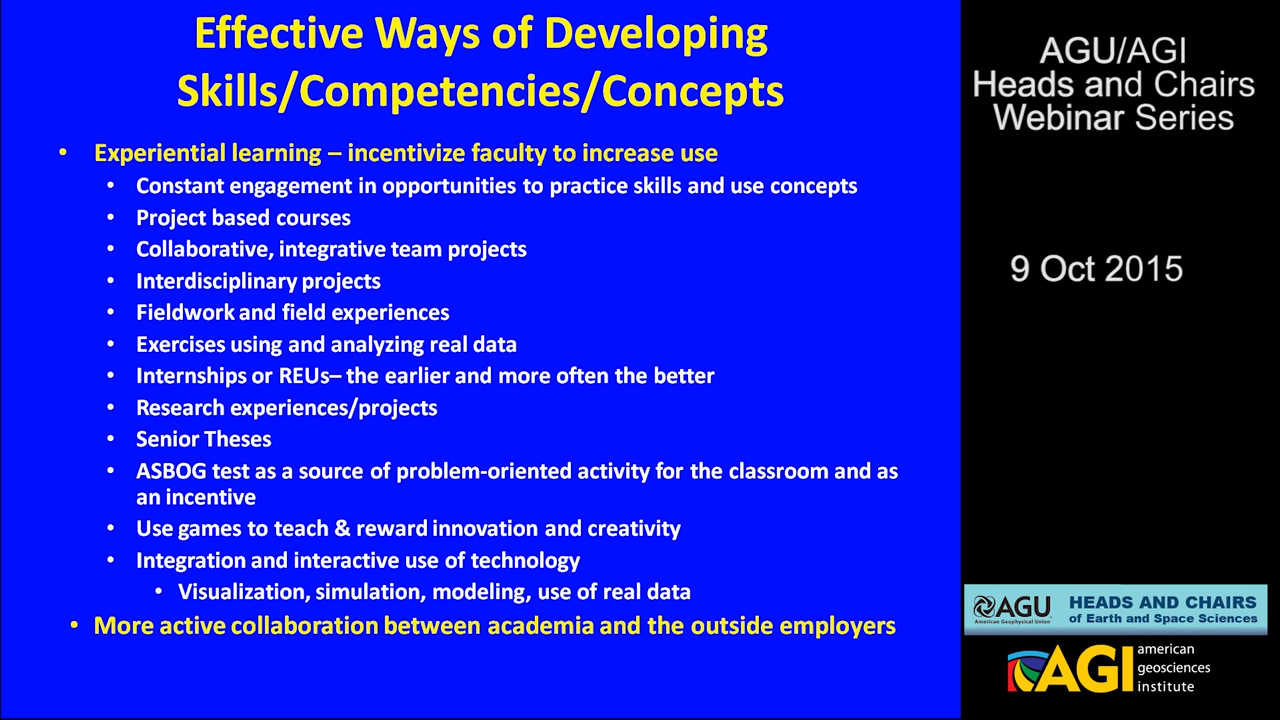 Effective Ways of Developing
Skills/Competencies/Concepts
• Experiential learning – incentivize faculty to increase use
• Constant engagement in opportunities to practice skills and use concepts
• Project based courses
• Collaborative, integrative team projects
• Interdisciplinary projects
• Fieldwork and field experiences
• Exercises using and analyzing real data
• Internships or REUs– the earlier and more often the better
• Research experiences/projects
• Senior Theses
• ASBOG test as a source of problem-oriented activity for the classroom and as
an incentive
• Use games to teach & reward innovation and creativity
• Integration and interactive use of technology
• Visualization, simulation, modeling, use of real data
• More active collaboration between academia and the outside employers
AGU/AGI
Heads and Chairs
Webinar Series
9 Oct 2015
AGU
American Geophysical Union
HEADS AND CHAIRS
of Earth and Space Sciences
AGI
american
geosciences
institute